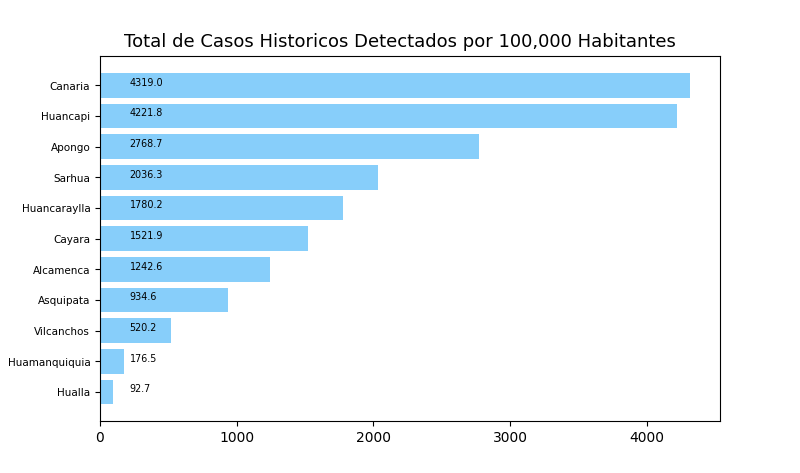 Total de Casos Historicos Detectados por 100,000 Habitantes
Canaria 4319.0
Huancapi 4221.8
Apongo 2768.7
Sarhua 2036.3
Huancaraylla 1780.2
Cayara 1521.9
Alcamenca 1242.6
Asquipata 934.6
Vilcanchos 520.2
Huamanquiquia 176.5
Hualla 92.7
0 1000 2000 3000 4000